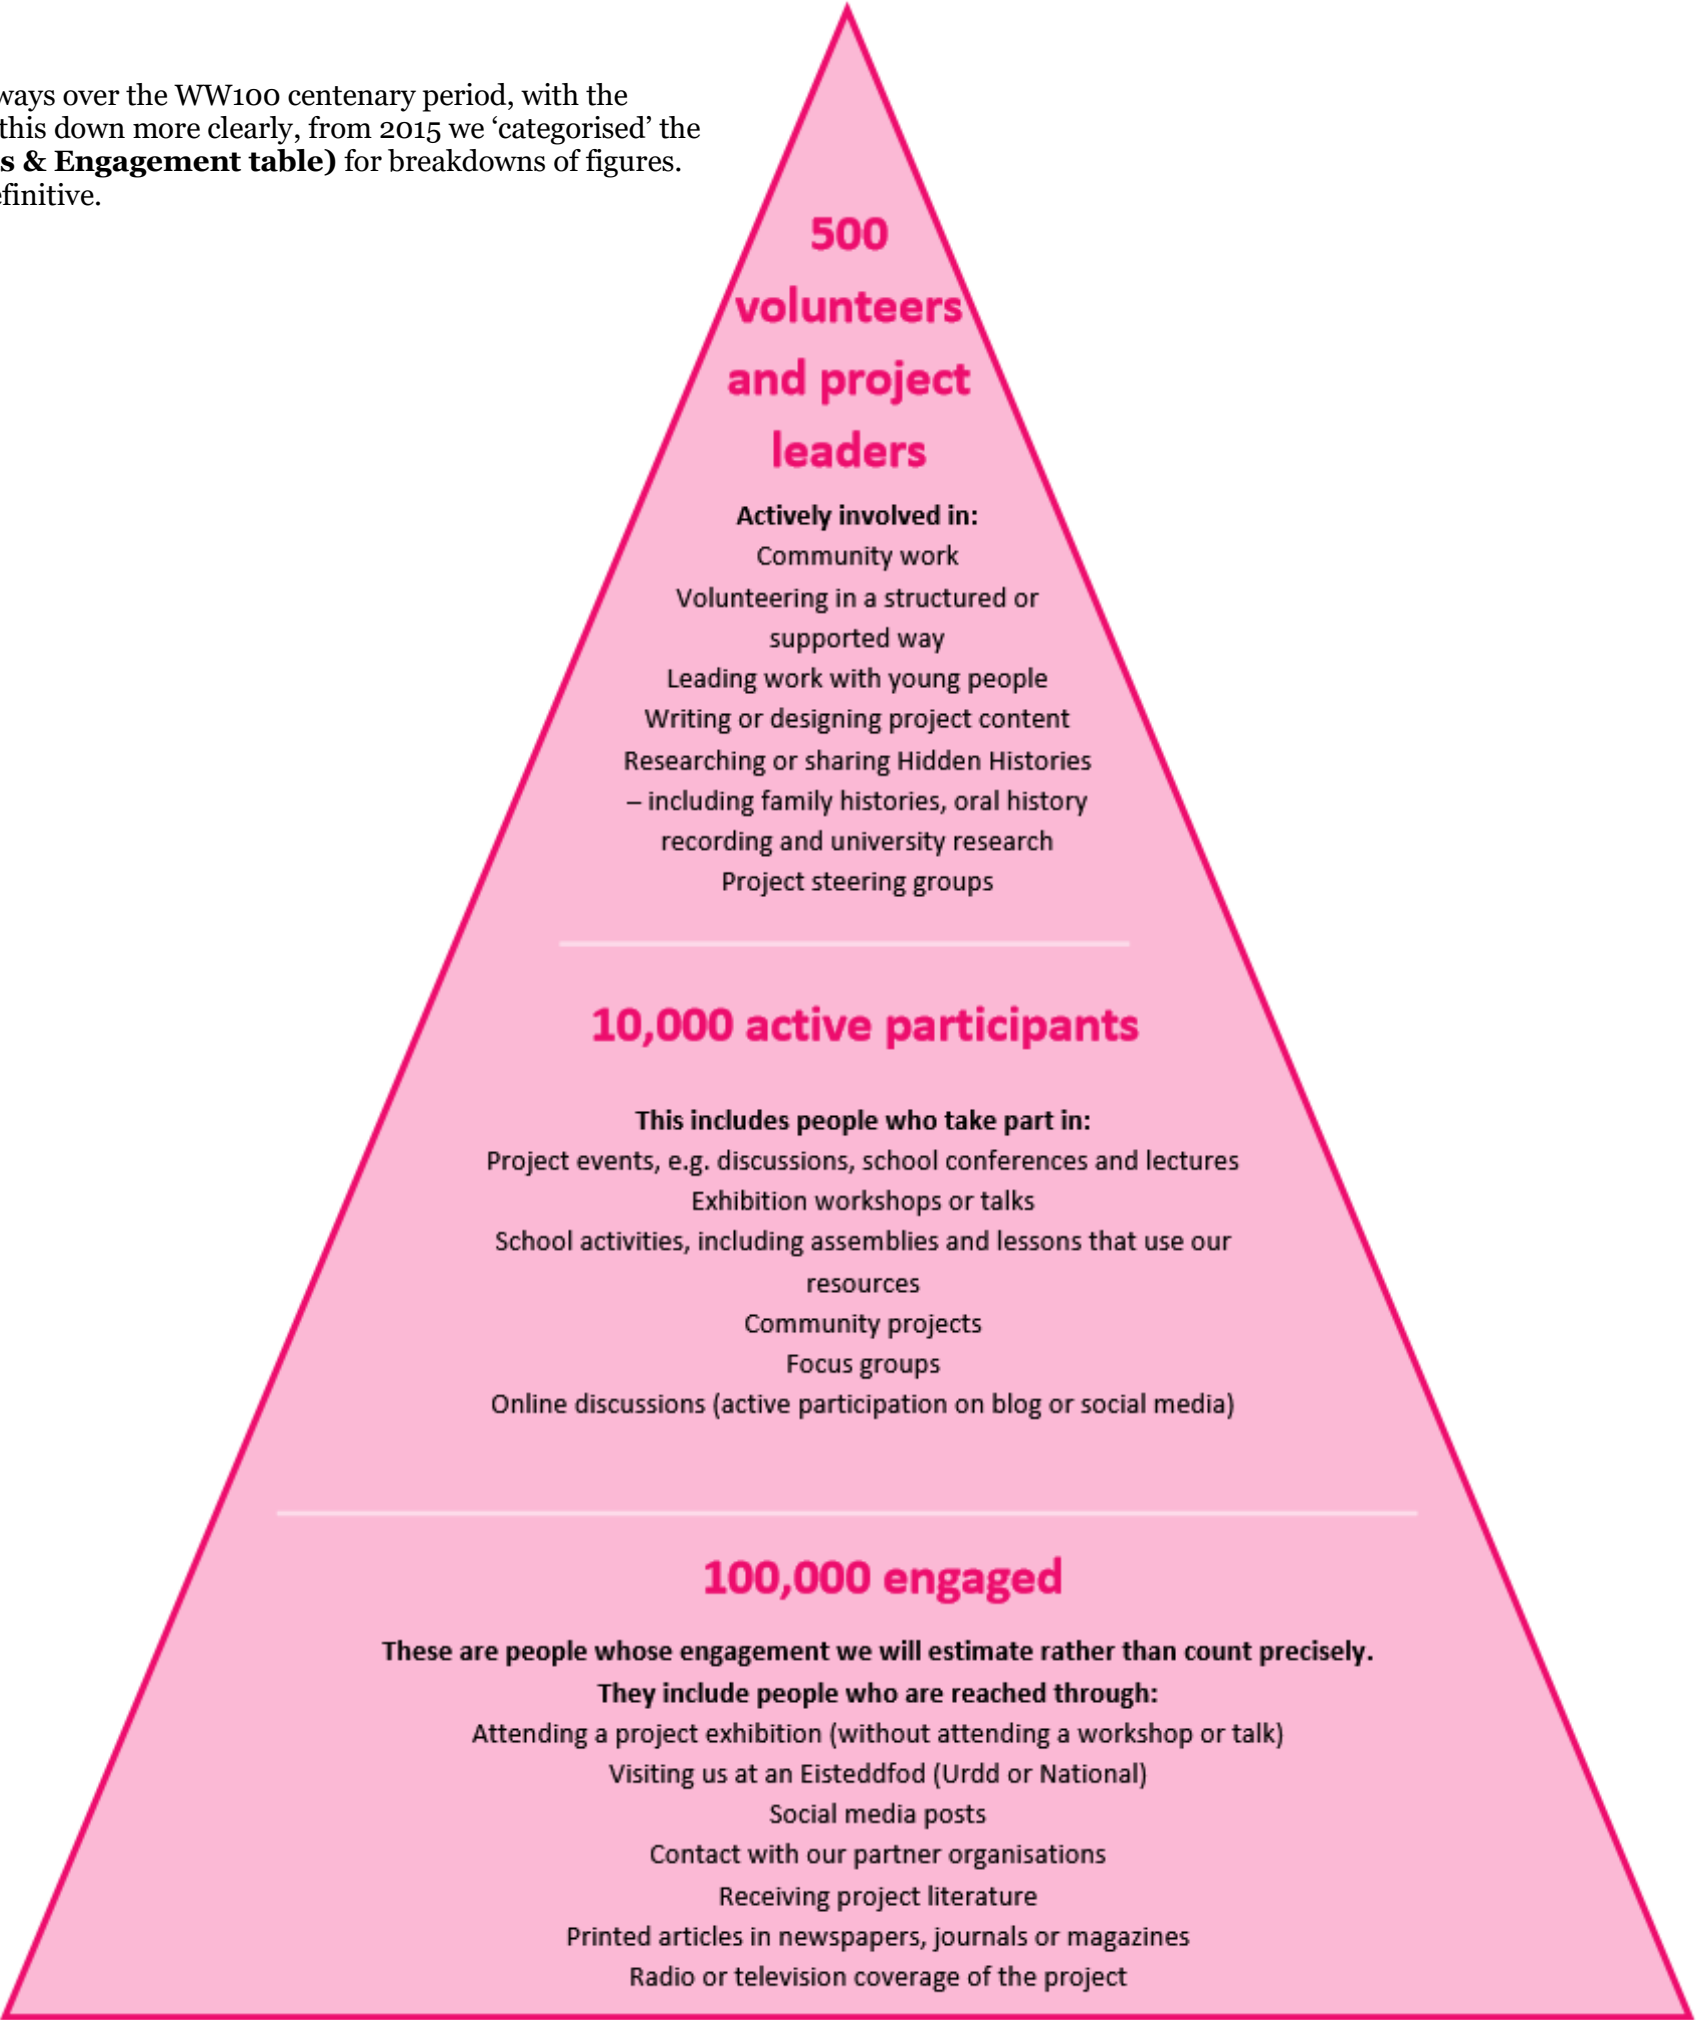 ways over the WW100 centenary period, with the
this down more clearly, from 2015 we ‘categorised’ the
s & Engagement table) for breakdowns of figures.
efinitive.
500
volunteers
and project
leaders
Actively involved in:
Community work
Volunteering in a structured or
supported way
Leading work with young people
Writing or designing project content
Researching or sharing Hidden Histories
– including family histories, oral history
recording and university research
Project steering groups
10,000 active participants
This includes people who take part in:
Project events, e.g. discussions, school conferences and lectures
Exhibition workshops or talks
School activities, including assemblies and lessons that use our
resources
Community projects
Focus groups
Online discussions (active participation on blog or social media)
100,000 engaged
These are people whose engagement we will estimate rather than count precisely.
They include people who are reached through:
Attending a project exhibition (without attending a workshop or talk)
Visiting us at an Eisteddfod (Urdd or National)
Social media posts
Contact with our partner organisations
Receiving project literature
Printed articles in newspapers, journals or magazines
Radio or television coverage of the project